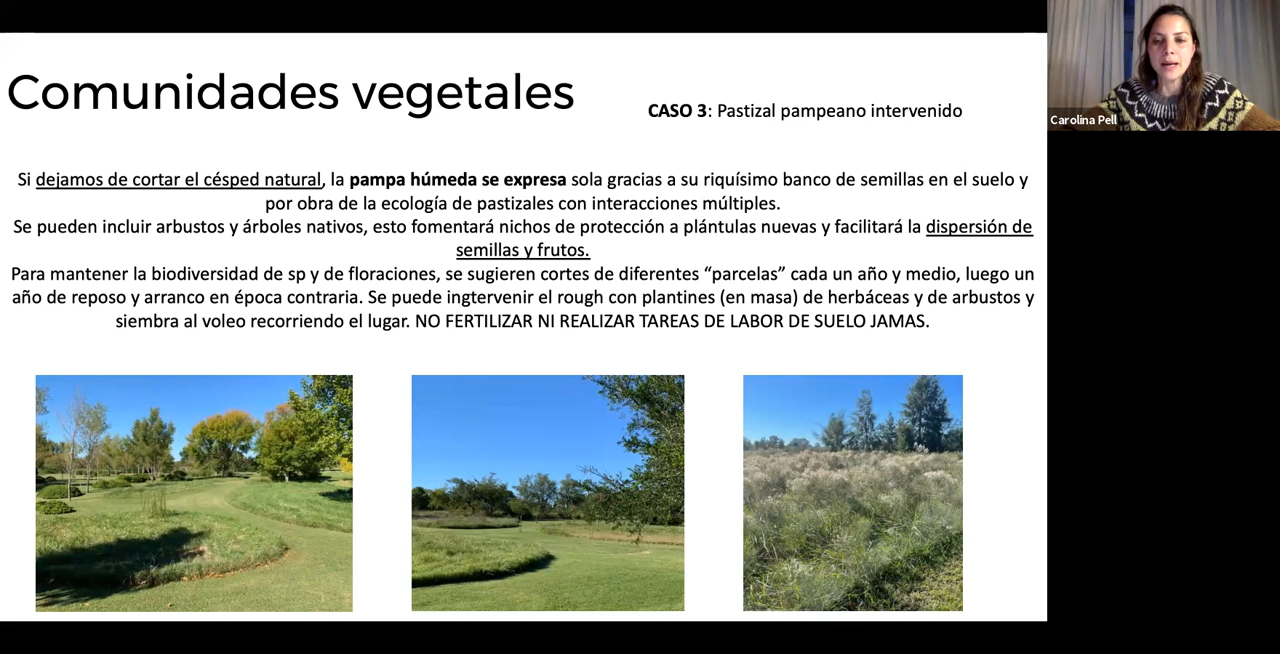 Comunidades vegetales
CASO 3: Pastizal pampeano intervenido
Si dejamos de cortar el césped natural, la pampa húmeda se expresa sola gracias a su riquísimo banco de semillas en el suelo y
por obra de la ecología de pastizales con interacciones múltiples.
Se pueden incluir arbustos y árboles nativos, esto fomentará nichos de protección a plántulas nuevas y facilitará la dispersión de
semillas y frutos.
Para mantener la biodiversidad de sp y de floraciones, se sugieren cortes de diferentes “parcelas” cada un año y medio, luego un
año de reposo y arranco en época contraria. Se puede ingtervenir el rough con plantines (en masa) de herbáceas y de arbustos y
siembra al voleo recorriendo el lugar. NO FERTILIZAR NI REALIZAR TAREAS DE LABOR DE SUELO JAMAS.
Carolina Pell